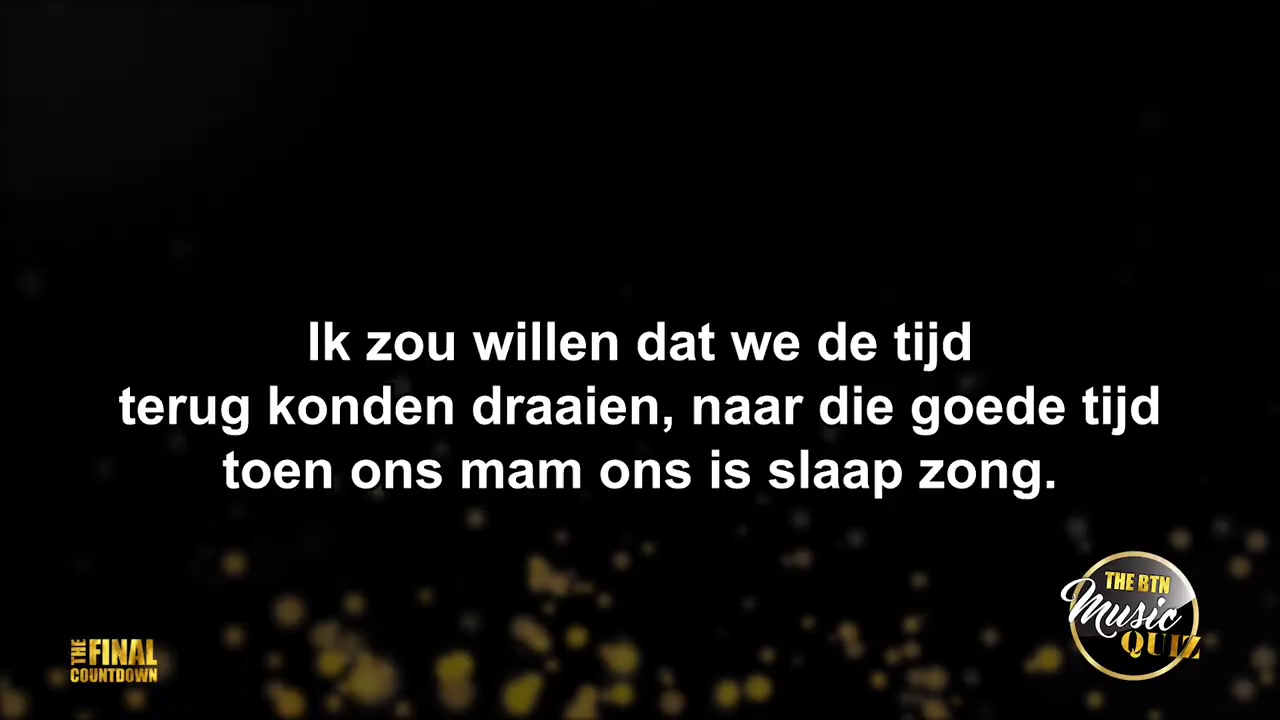 Ik zou willen dat we de tijd
terug konden draaien, naar die goede tijd
toen ons mam ons is slaap zong.
THE BTN
Music
QUIZ
THE FINAL
COUNTDOWN